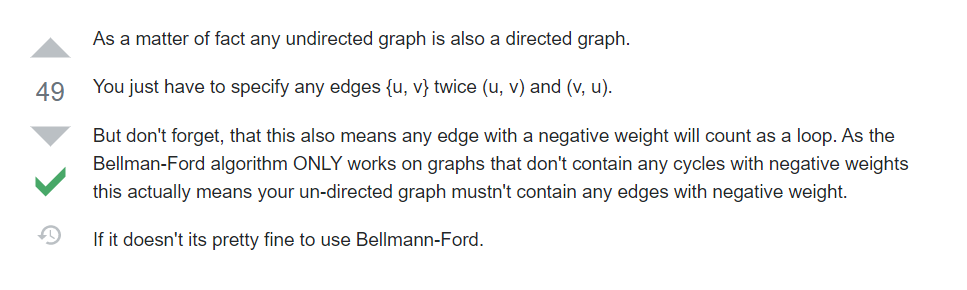 As a matter of fact any undirected graph is also a directed graph.
49
You just have to specify any edges {u, v} twice (u, v) and (v, u).
But don't forget, that this also means any edge with a negative weight will count as a loop. As the
Bellman-Ford algorithm ONLY works on graphs that don't contain any cycles with negative weights
this actually means your un-directed graph mustn't contain any edges with negative weight.
If it doesn't its pretty fine to use Bellmann-Ford.